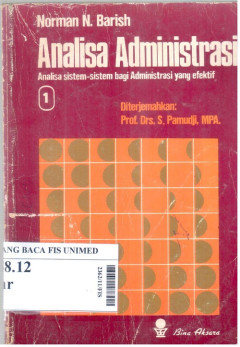 Norman N. Barish
Analisa Administrasi
Analisa sistem-sistem bagi Administrasi yang efektif
1
Diterjemahkan:
Prof. Drs. S. Pamudji, MPA.
ANG BACA FIS UNIMED
8.12
ar
Bina Aksara